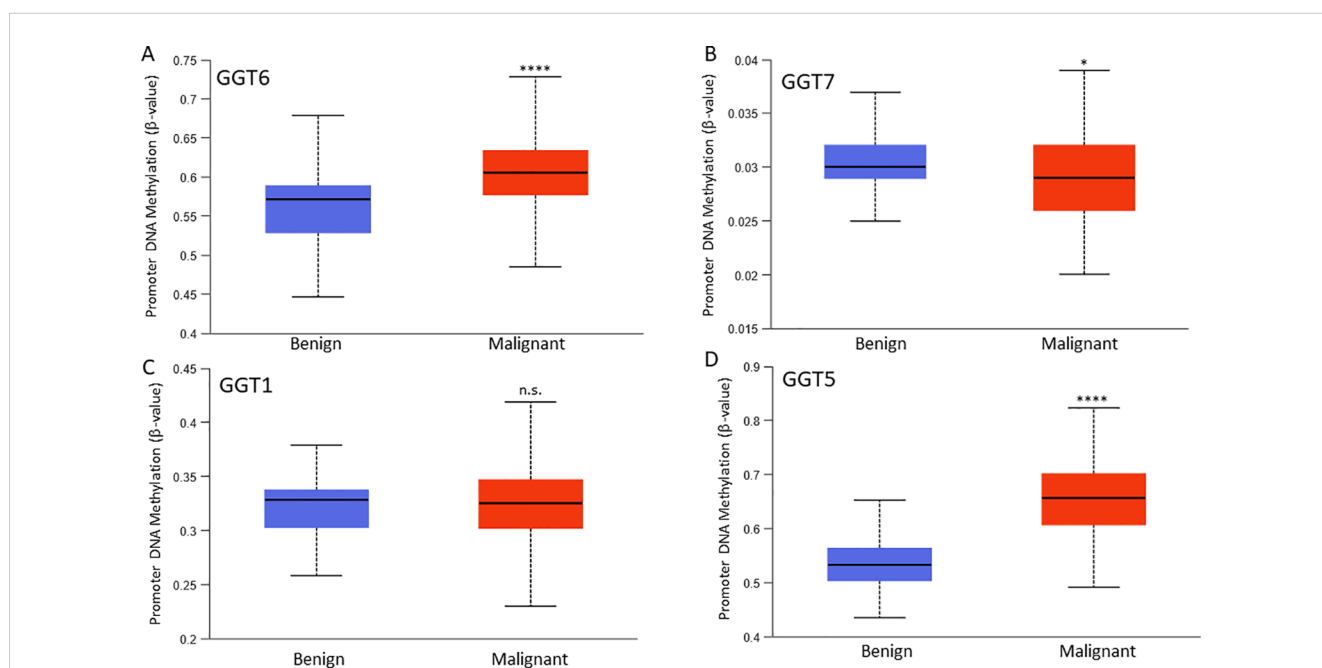 A
GGT6
Promoter DNA Methylation (β-value)
0.75
0.7
0.65
0.6
0.55
0.5
0.45
0.4
****
Benign
Malignant
B
GGT7
Promoter DNA Methylation (β-value)
0.04
0.035
0.03
0.025
0.02
0.015
*
Benign
Malignant
C
GGT1
Promoter DNA Methylation (β-value)
0.45
0.4
0.35
0.3
0.25
0.2
n.s.
Benign
Malignant
D
GGT5
Promoter DNA Methylation (β-value)
0.9
0.8
0.7
0.6
0.5
0.4
****
Benign
Malignant